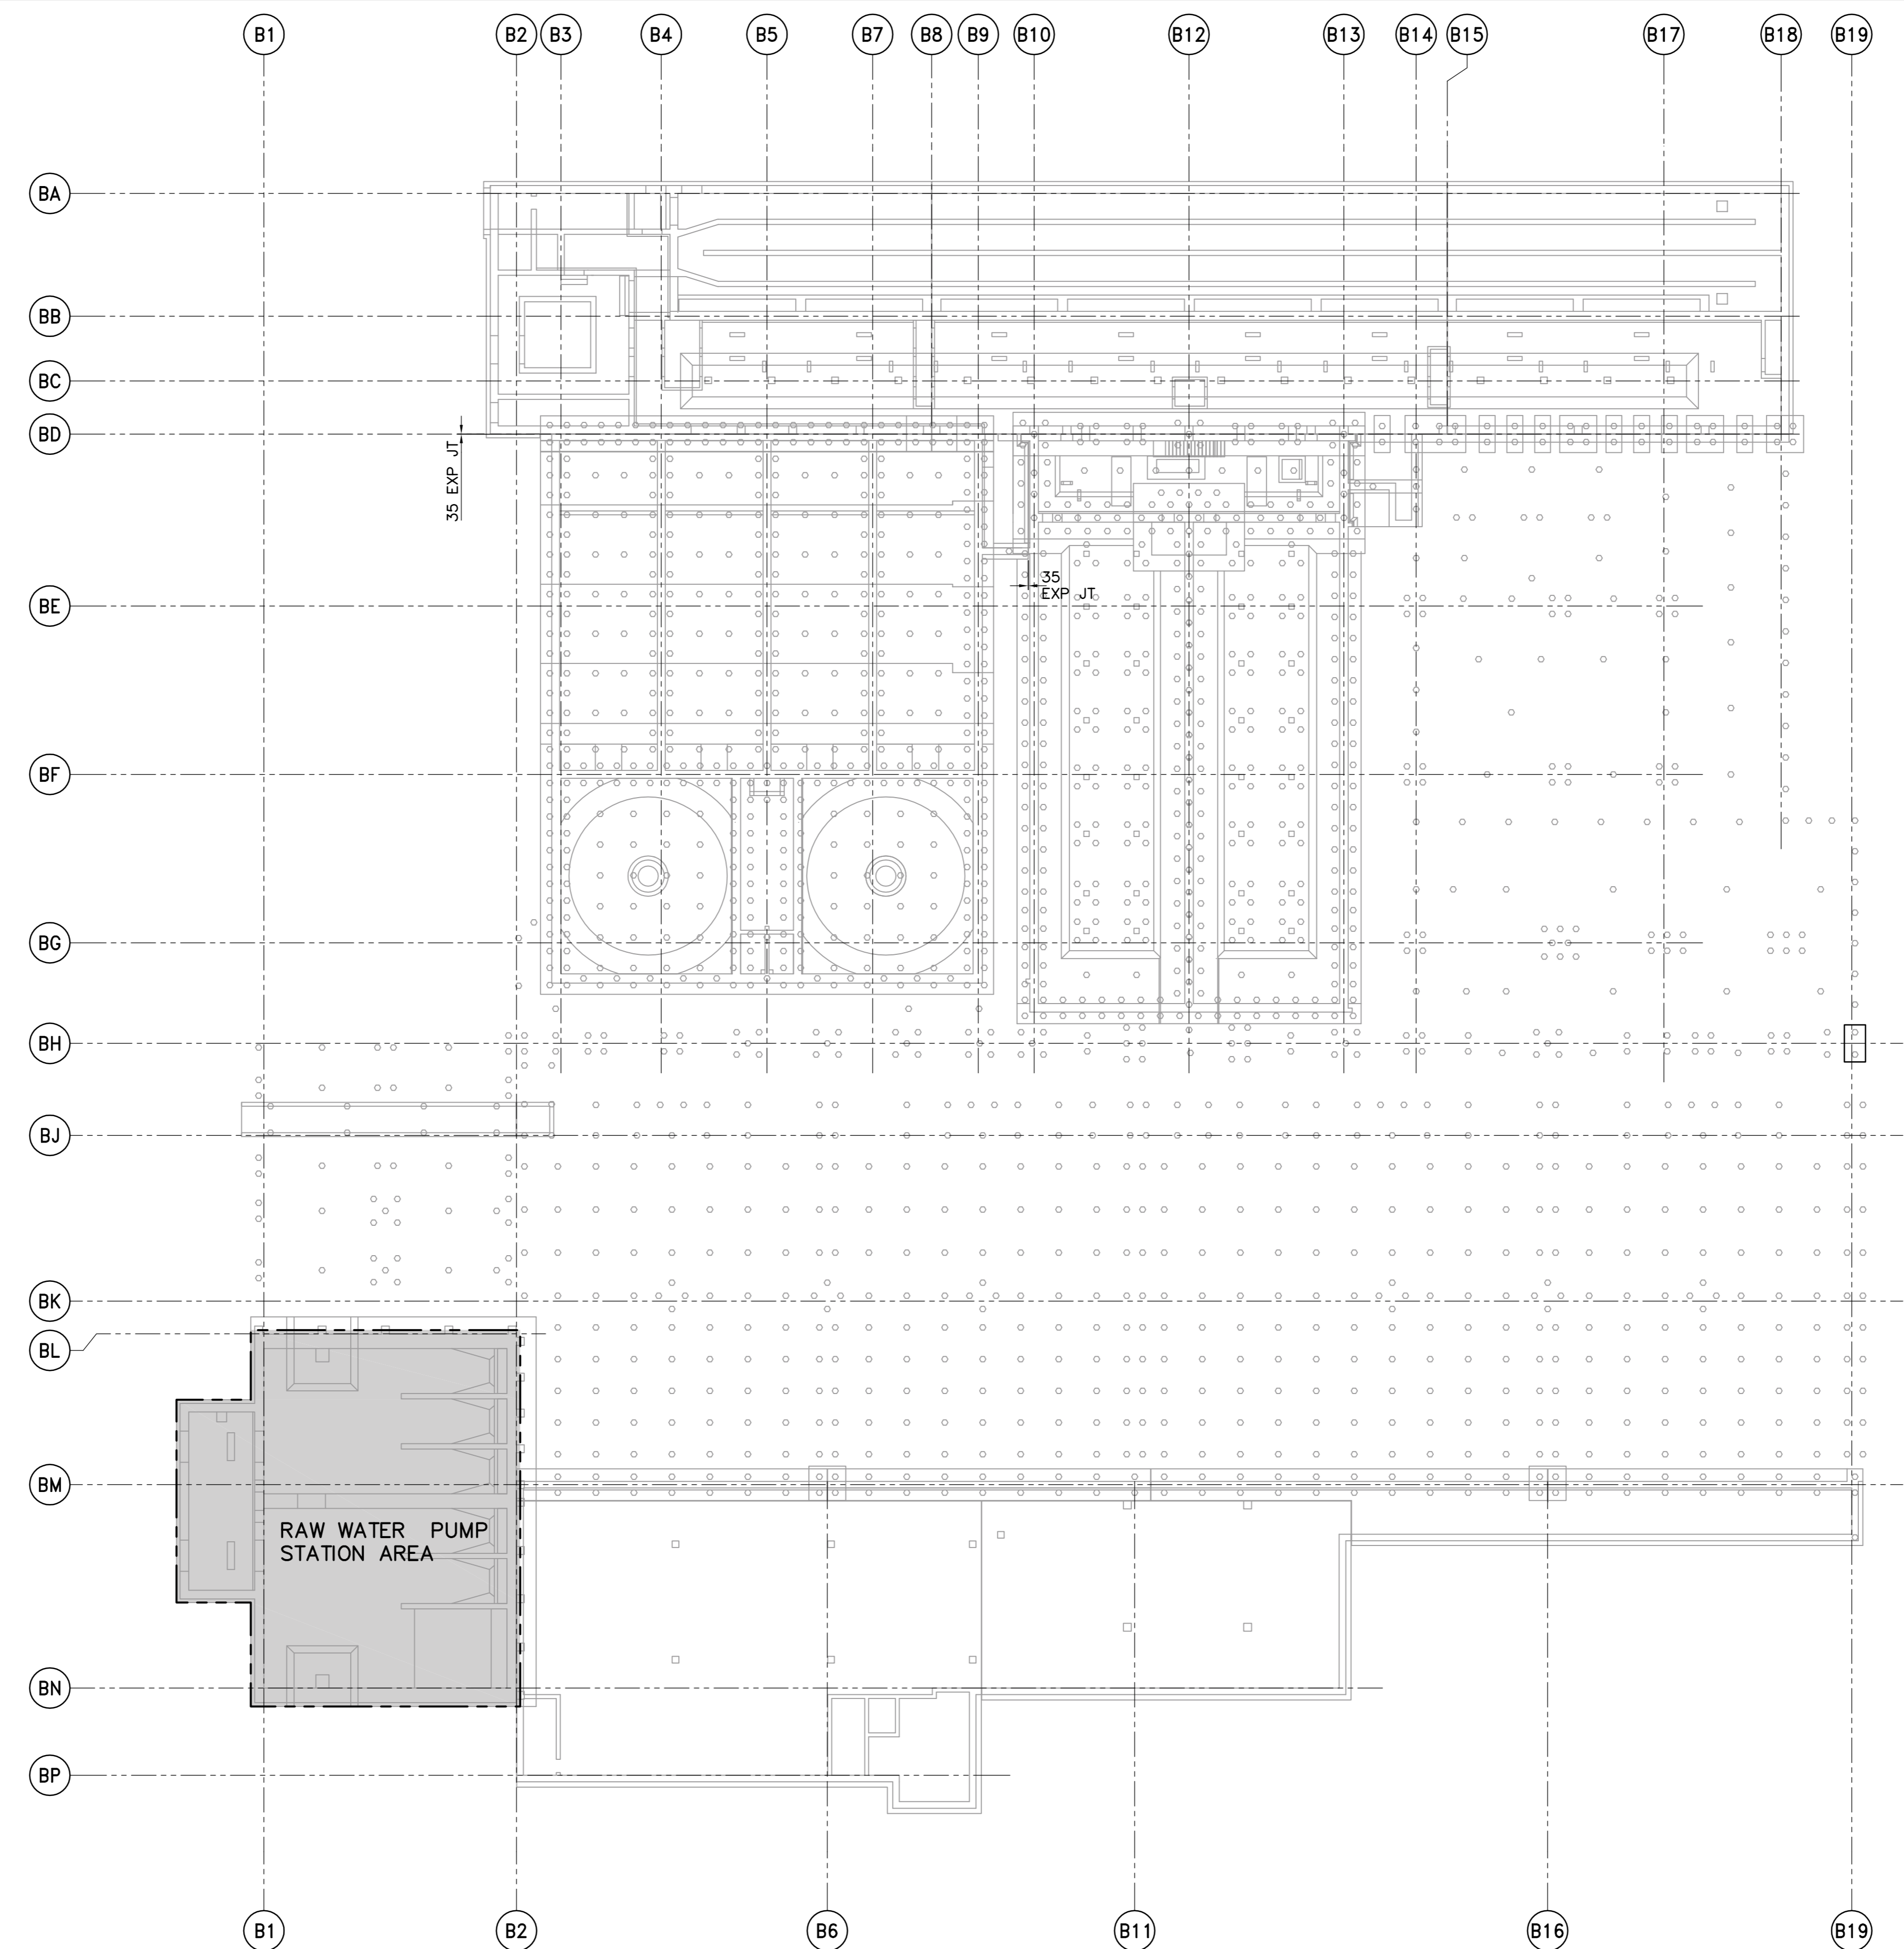 B1
B2
B3
B4
B5
B7
B8
B9
B10
B12
B13
B14
B15
B17
B18
B19
BA
BB
BC
BD
35 EXP JT
35
EXP JT
BE
BF
BG
BH
BJ
BK
BL
BM
RAW WATER PUMP
STATION AREA
BN
BP
B1
B2
B6
B11
B16
B19